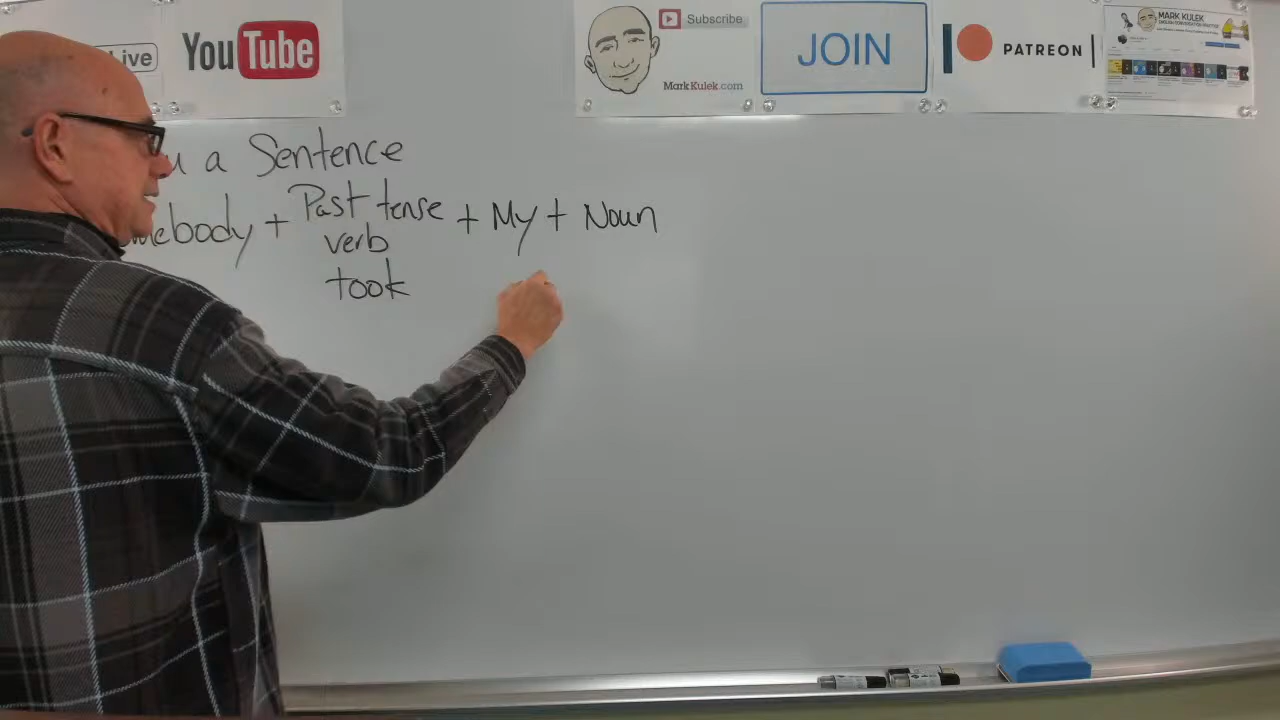 Live
YouTube
Subscribe
MarkKulek.com
JOIN
PATREON
MARK KULEK
a Sentence
+ Past tense + My + Noun
verb
took